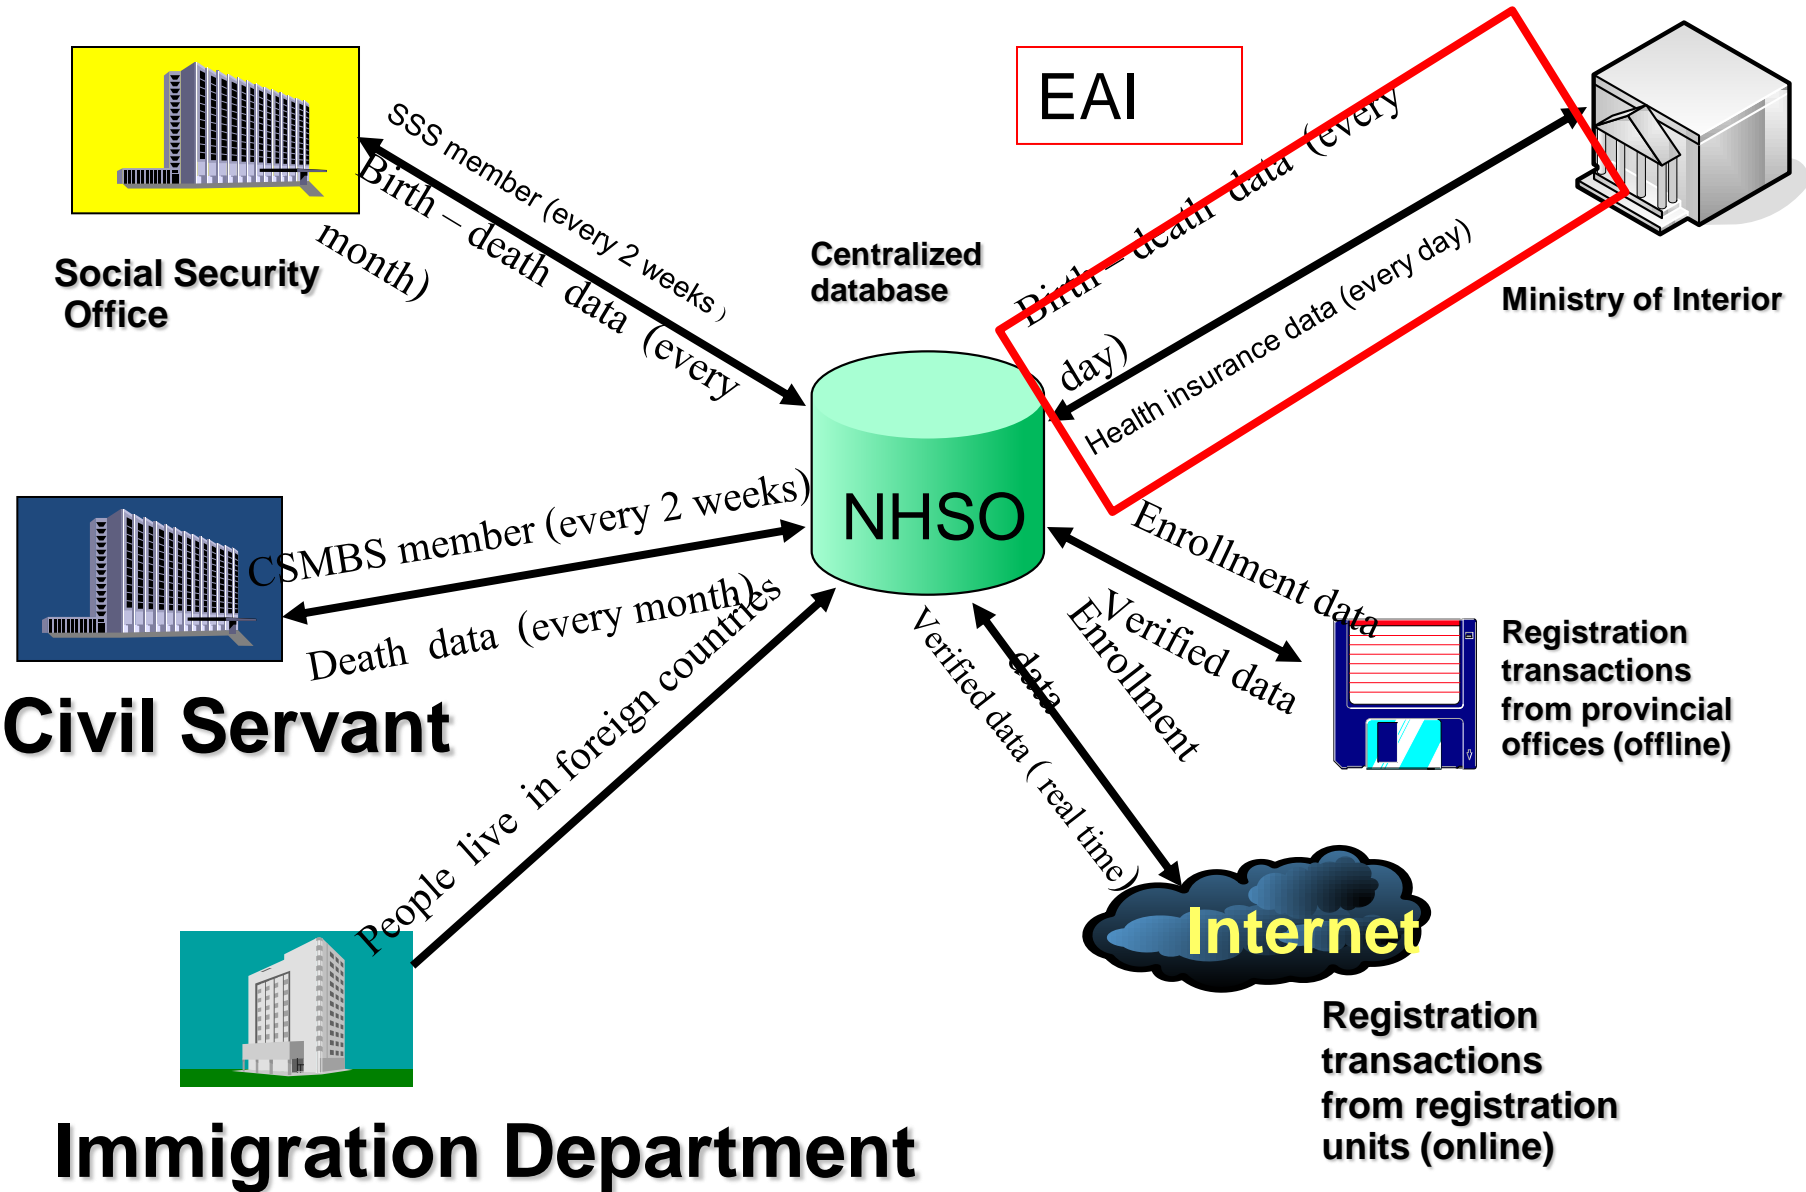 EAI
SSS member (every 2 weeks )
Birth – death data (every
month)
Social Security
Office
Centralized
database
Birth – death data (every
day)
Health insurance data (every day)
Ministry of Interior
NHSO
CSMBS member (every 2 weeks)
Death data (every month)
Civil Servant
People live in foreign countries
Immigration Department
Enrollment data
Verified data
Registration
transactions
from provincial
offices (offline)
Enrollment
data
Verified data ( real time)
Internet
Registration
transactions
from registration
units (online)